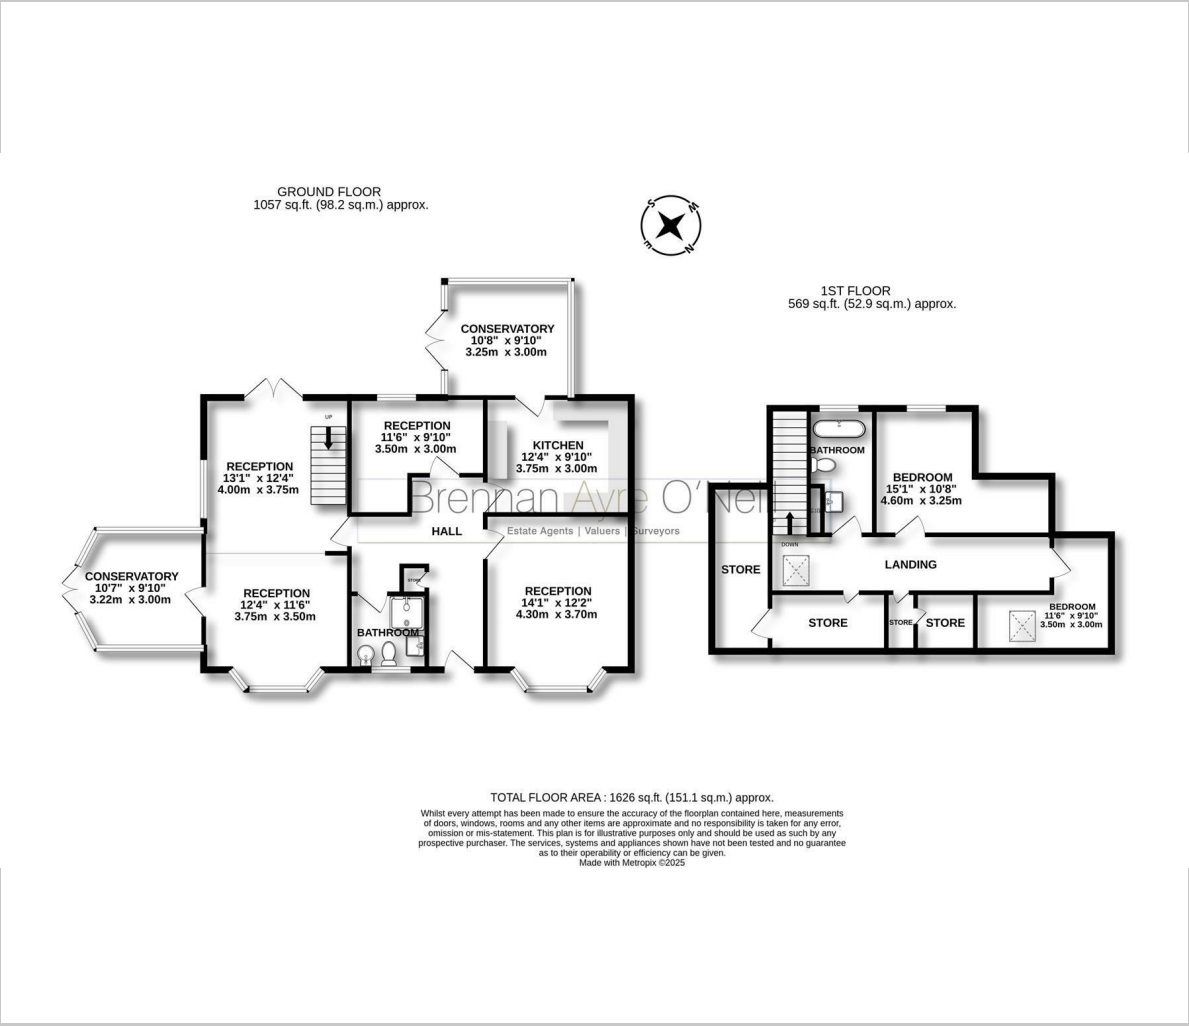 GROUND FLOOR
1057 sq.ft. (98.2 sq.m.) approx.
S
W
E
N
1ST FLOOR
569 sq.ft. (52.9 sq.m.) approx.
CONSERVATORY
10'8" x 9'10"
3.25m x 3.00m
UP
RECEPTION
13'1" x 12'4"
4.00m x 3.75m
RECEPTION
11'6" x 9'10"
3.50m x 3.00m
KITCHEN
12'4" x 9'10"
3.75m x 3.00m
Brennan Ayre O'Neill
Estate Agents | Valuers | Surveyors
HALL
CONSERVATORY
10'7" x 9'10"
3.22m x 3.00m
RECEPTION
12'4" x 11'6"
3.75m x 3.50m
STORE
BATHROOM
RECEPTION
14'1" x 12'2"
4.30m x 3.70m
BATHROOM
BEDROOM
15'1" x 10'8"
4.60m x 3.25m
DOWN
STORE
LANDING
STORE
STORE
STORE
BEDROOM
11'6" x 9'10"
3.50m x 3.00m
TOTAL FLOOR AREA : 1626 sq.ft. (151.1 sq.m.) approx.
Whilst every attempt has been made to ensure the accuracy of the floorplan contained here, measurements
of doors, windows, rooms and any other items are approximate and no responsibility is taken for any error,
omission or mis-statement. This plan is for illustrative purposes only and should be used as such by any
prospective purchaser. The services, systems and appliances shown have not been tested and no guarantee
as to their operability or efficiency can be given.
Made with Metropix ©2025